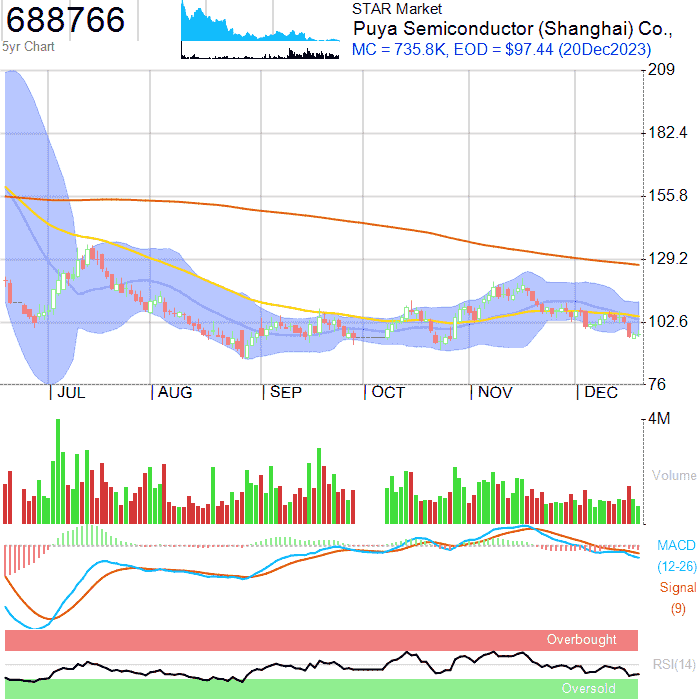 688766
5yr Chart
STAR Market
Puya Semiconductor (Shanghai) Co.,
MC = 735.8K, EOD = $97.44 (20Dec2023)
209
182.4
155.8
129.2
102.6
76
JUL
AUG
SEP
OCT
NOV
DEC
4M
Volume
MACD
(12-26)
Signal
(9)
Overbought
RSI(14)
Oversold